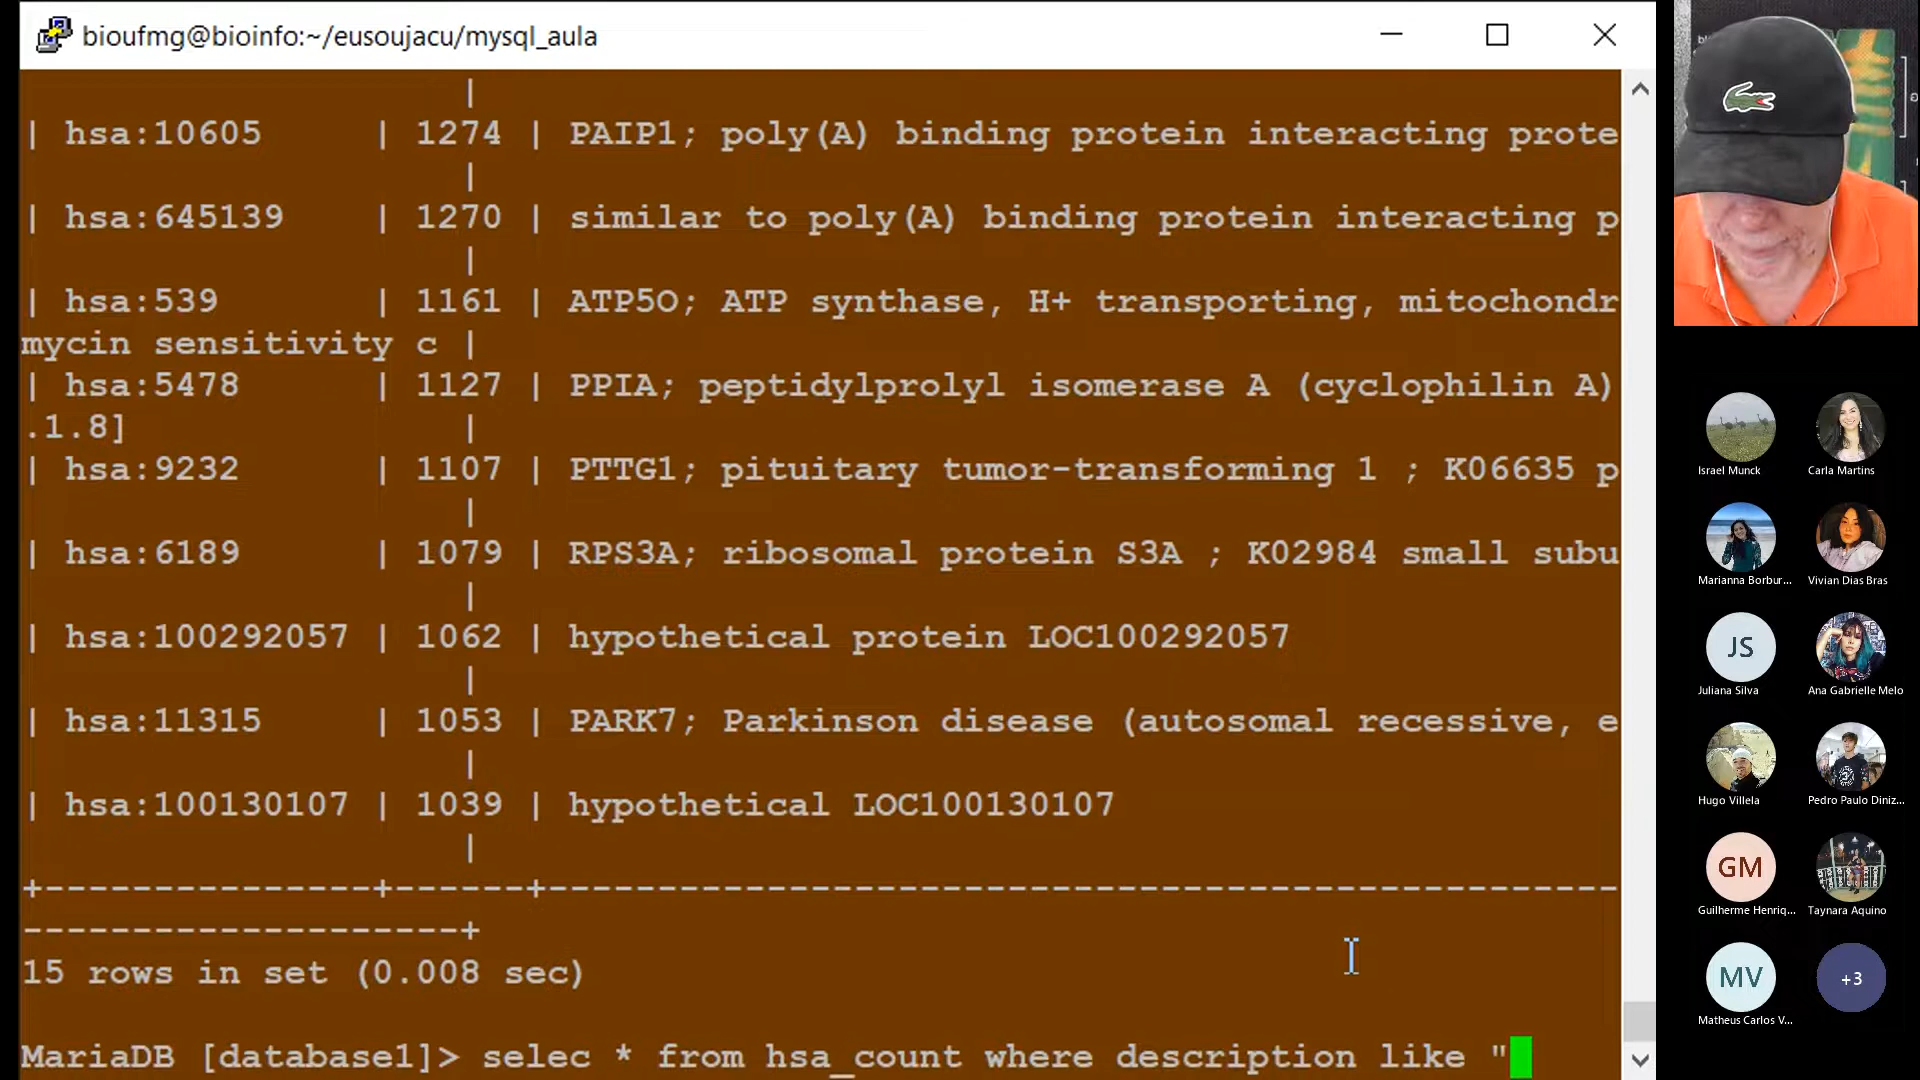 bioufmg@bioinfo:~/eusoujacu/mysql_aula
|
| hsa:10605 | 1274 | PAIP1; poly(A) binding protein interacting prote
|
| hsa:645139 | 1270 | similar to poly(A) binding protein interacting p
|
| hsa:539 | 1161 | ATP5O; ATP synthase, H+ transporting, mitochondr
mycin sensitivity c |
| hsa:5478 | 1127 | PPIA; peptidylprolyl isomerase A (cyclophilin A)
.1.8] |
| hsa:9232 | 1107 | PTTG1; pituitary tumor-transforming 1 ; K06635 p
|
| hsa:6189 | 1079 | RPS3A; ribosomal protein S3A ; K02984 small subu
|
| hsa:100292057 | 1062 | hypothetical protein LOC100292057
|
| hsa:11315 | 1053 | PARK7; Parkinson disease (autosomal recessive, e
|
| hsa:100130107 | 1039 | hypothetical LOC100130107
|
+----------------+------+-------------------------------------------------
--------------------+
15 rows in set (0.008 sec)
MariaDB [database1]> selec * from hsa_count where description like "
Israel Munck
Carla Martins
Marianna Borbur...
Vivian Dias Bras
JS
Juliana Silva
Ana Gabrielle Melo
Hugo Villela
Pedro Paulo Diniz...
GM
Guilherme Henriq...
Taynara Aquino
MV
Matheus Carlos V...
+3